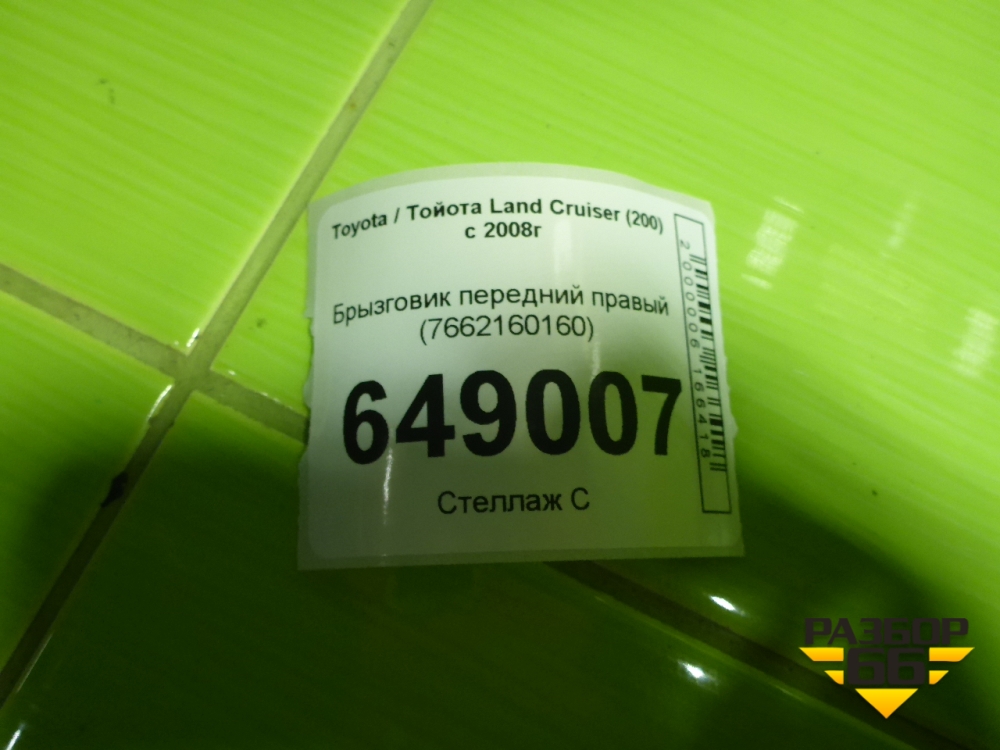 Toyota / Тойота Land Cruiser (200)
с 2008г
Брызговик передний правый
(7662160160)
649007
Стеллаж С
2000006166418
РАЗБОР
66